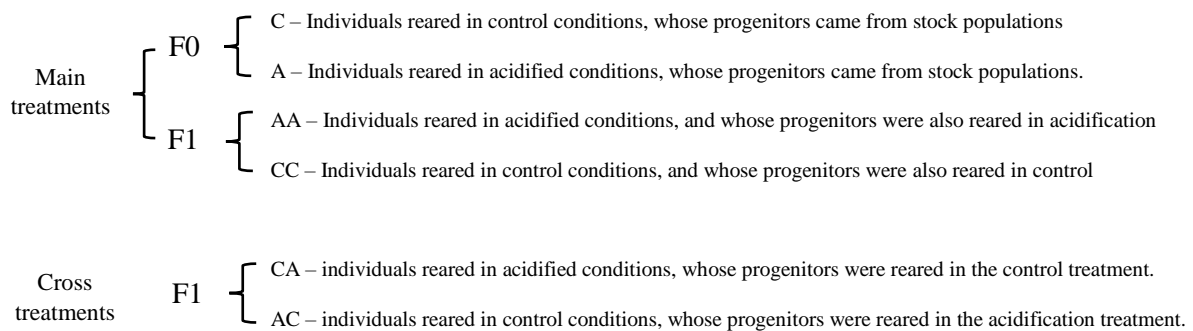 Main
treatments
F0
C – Individuals reared in control conditions, whose progenitors came from stock populations
A – Individuals reared in acidified conditions, whose progenitors came from stock populations.
F1
AA – Individuals reared in acidified conditions, and whose progenitors were also reared in acidification
CC – Individuals reared in control conditions, and whose progenitors were also reared in control
Cross
treatments
F1
CA – individuals reared in acidified conditions, whose progenitors were reared in the control treatment.
AC – individuals reared in control conditions, whose progenitors were reared in the acidification treatment.